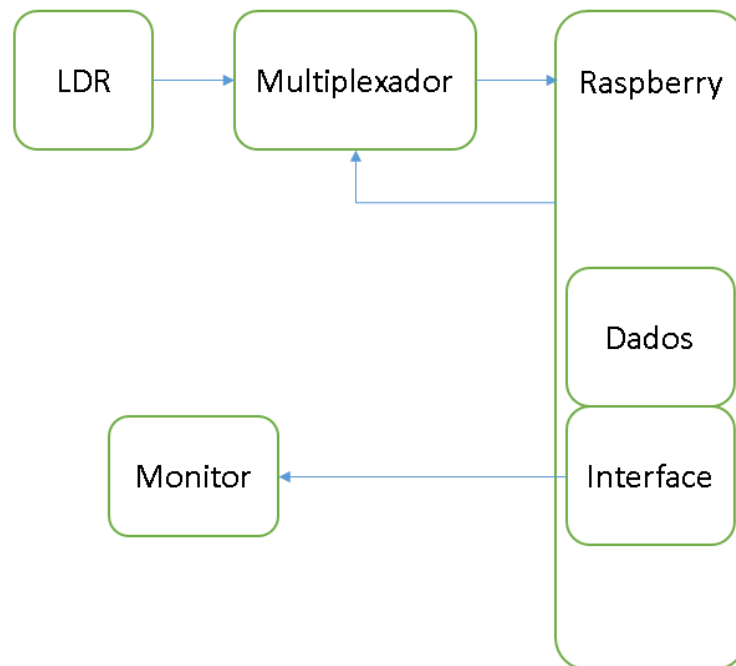 LDR
Multiplexador
Raspberry
Dados
Monitor
Interface